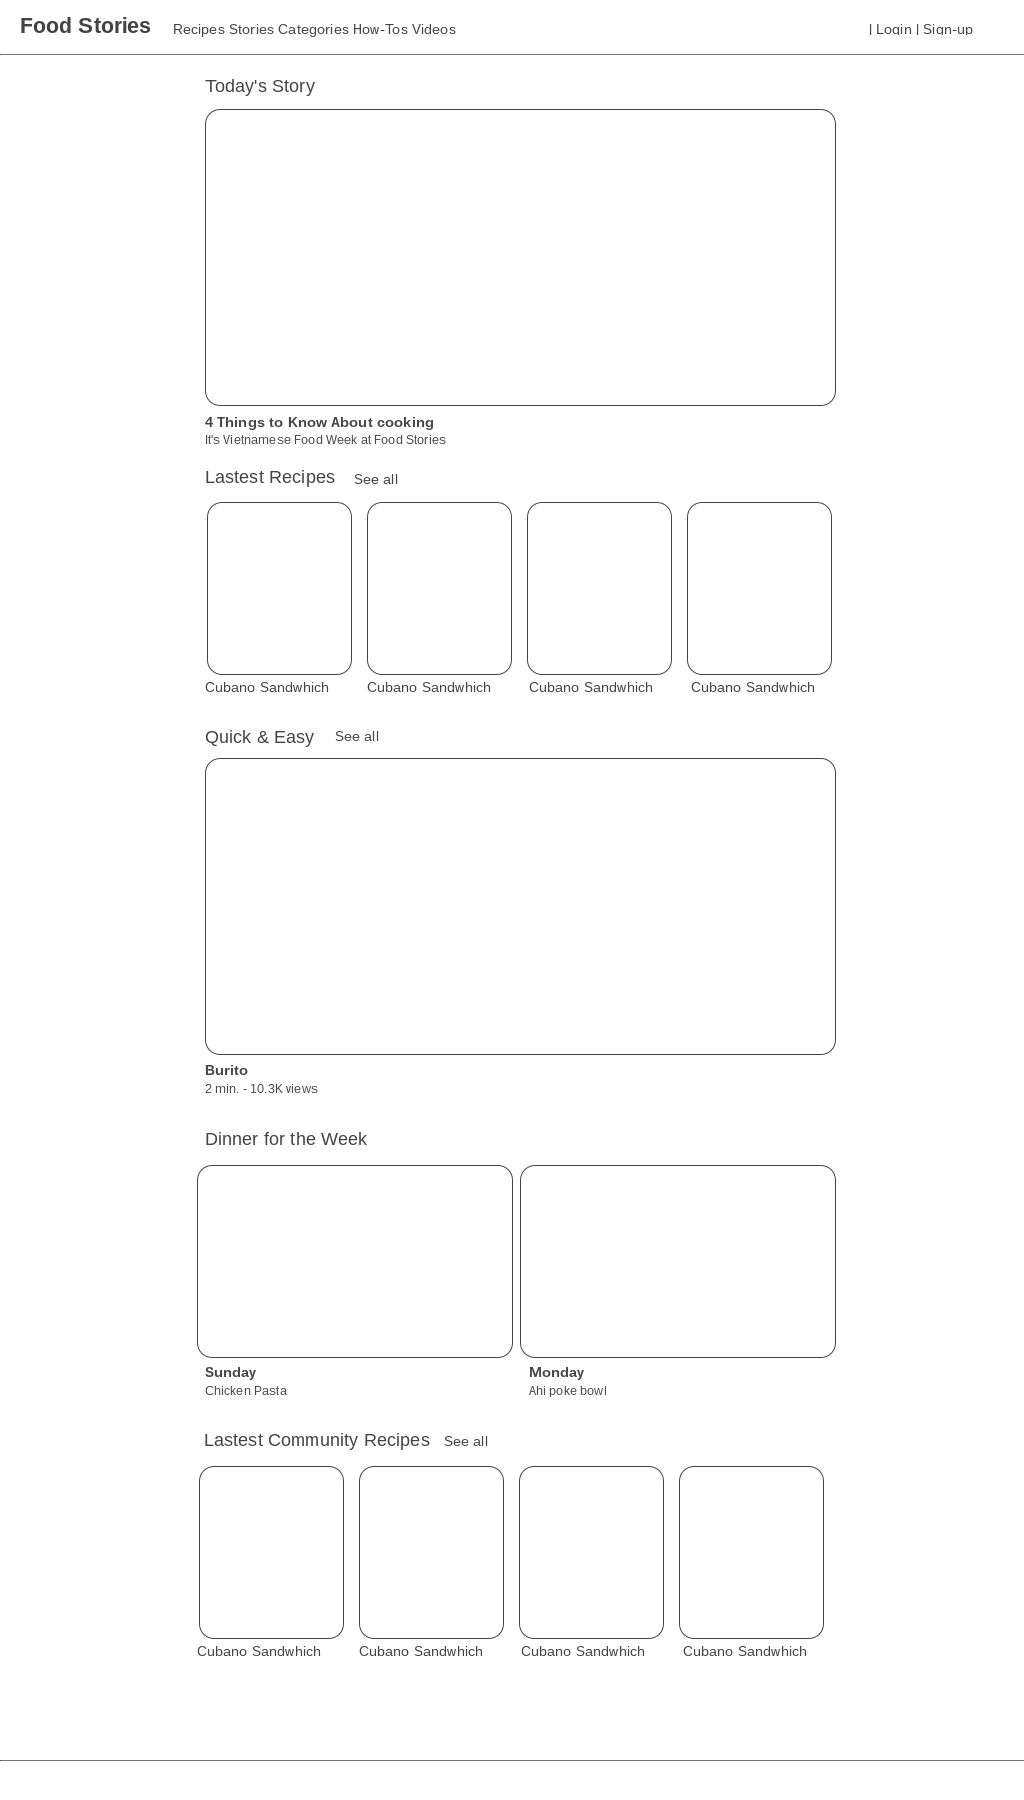 Food Stories Recipes Stories Categories How-Tos Videos | Login | Sign-up
Today's Story
4 Things to Know About cooking
It's Vietnamese Food Week at Food Stories
Lastest Recipes See all
Cubano Sandwhich Cubano Sandwhich Cubano Sandwhich Cubano Sandwhich
Quick & Easy See all
Burito
2 min. - 10.3K views
Dinner for the Week
Sunday Monday
Chicken Pasta Ahi poke bowl
Lastest Community Recipes See all
Cubano Sandwhich Cubano Sandwhich Cubano Sandwhich Cubano Sandwhich